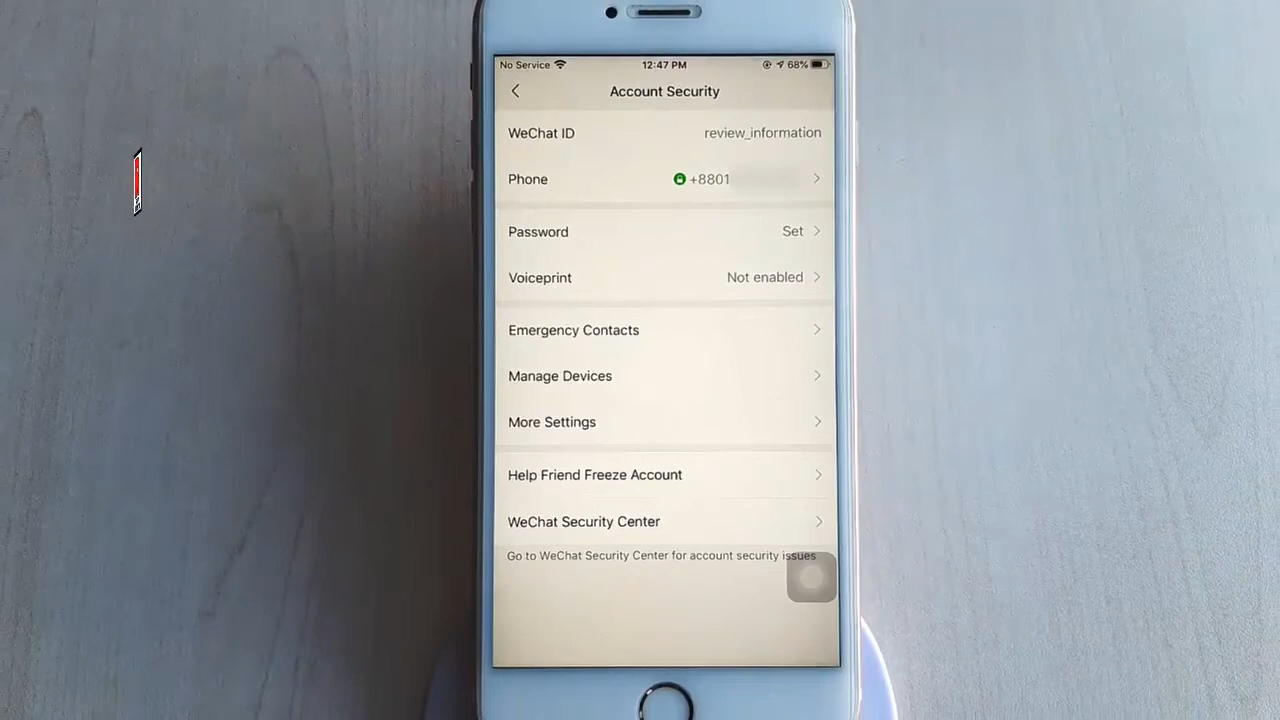 No Service 12:47 PM 68%
Account Security
WeChat ID review_information
Phone +8801
Password Set
Voiceprint Not enabled
Emergency Contacts
Manage Devices
More Settings
Help Friend Freeze Account
WeChat Security Center
Go to WeChat Security Center for account security issues